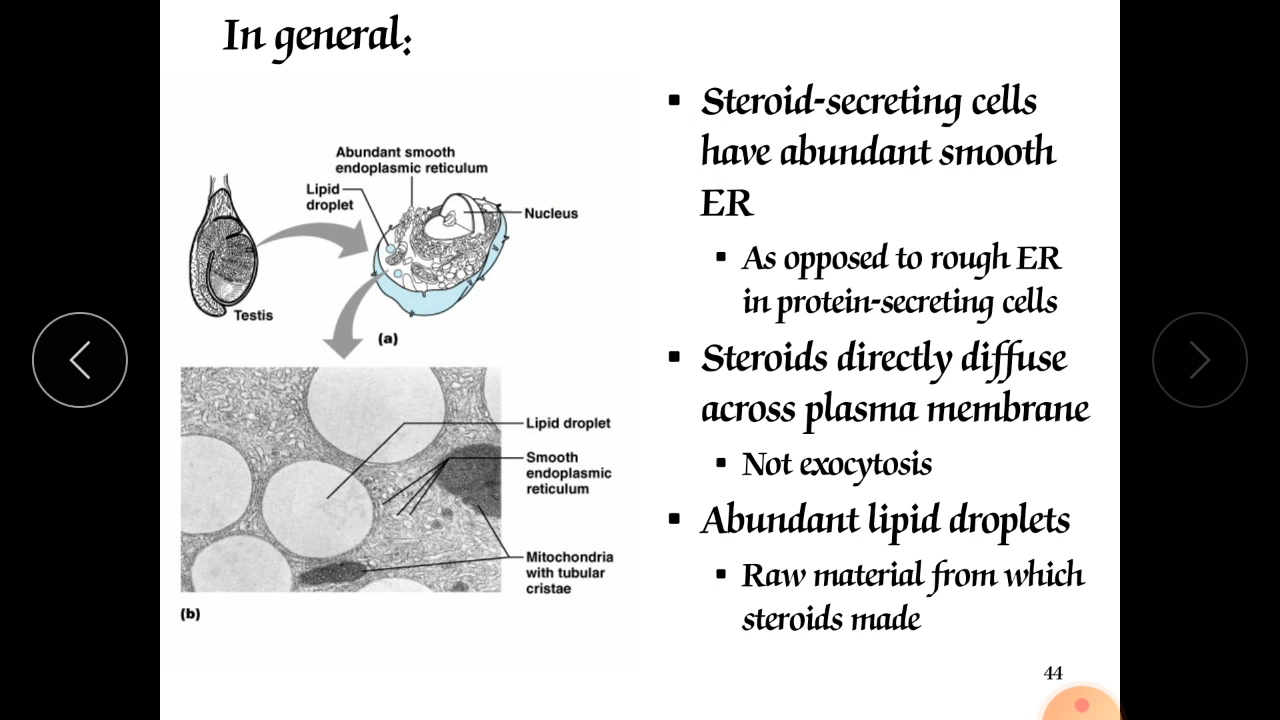 In general:
Abundant smooth
endoplasmic reticulum
Lipid
droplet
Nucleus
Testis
(a)
Lipid droplet
Smooth
endoplasmic
reticulum
Mitochondria
with tubular
cristae
(b)
▪ Steroid-secreting cells
have abundant smooth
ER
▪ As opposed to rough ER
in protein-secreting cells
▪ Steroids directly diffuse
across plasma membrane
▪ Not exocytosis
▪ Abundant lipid droplets
▪ Raw material from which
steroids made
44